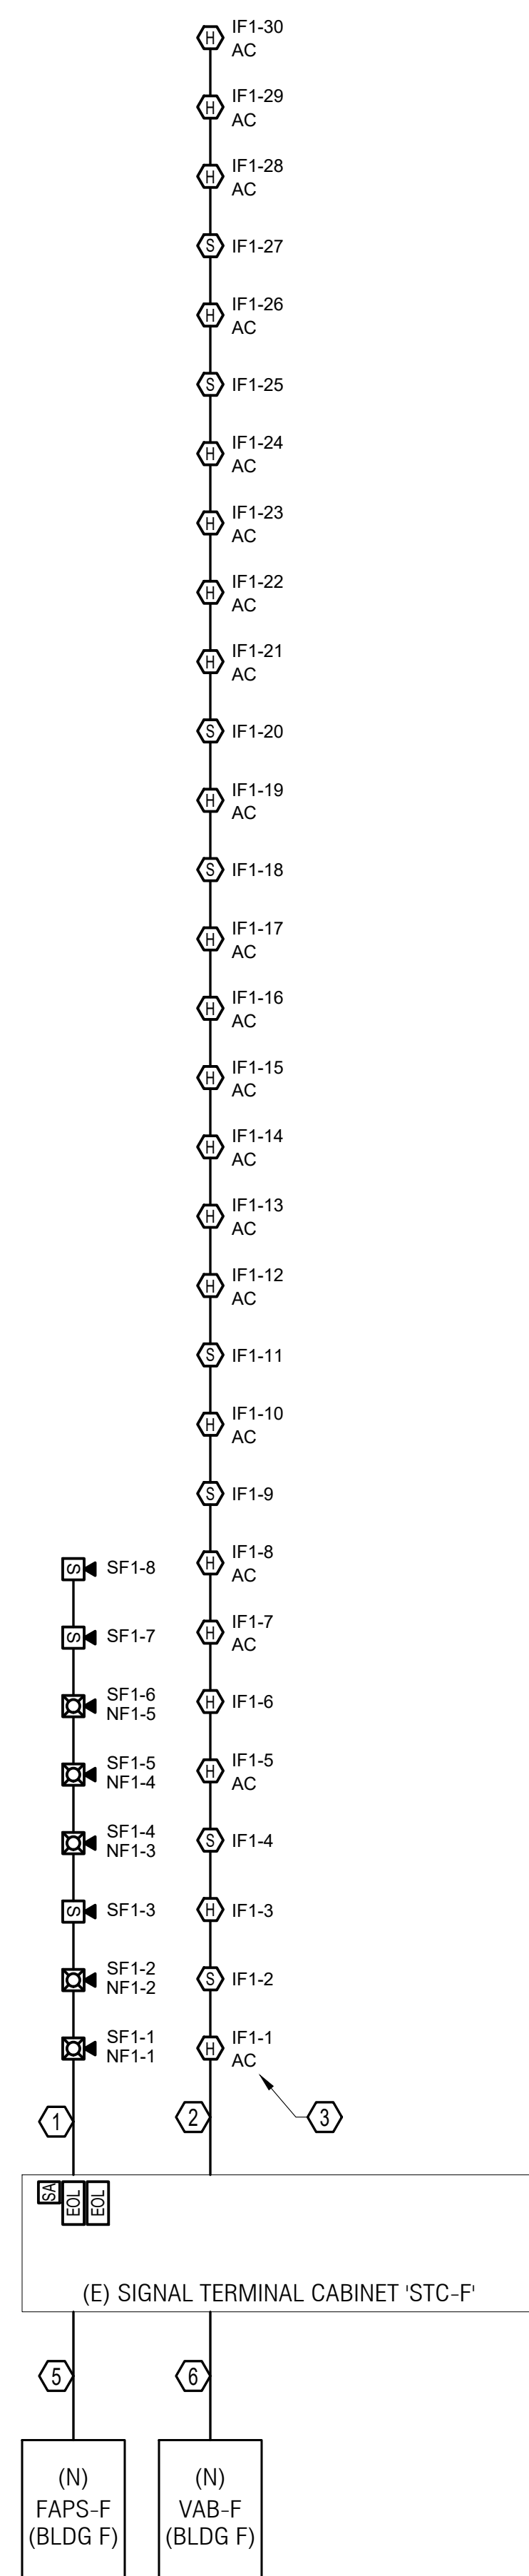 H IF1-30
AC
H IF1-29
AC
H IF1-28
AC
S IF1-27
H IF1-26
AC
S IF1-25
H IF1-24
AC
H IF1-23
AC
H IF1-22
AC
H IF1-21
AC
S IF1-20
H IF1-19
AC
S IF1-18
H IF1-17
AC
H IF1-16
AC
H IF1-15
AC
H IF1-14
AC
H IF1-13
AC
H IF1-12
AC
S IF1-11
H IF1-10
AC
S IF1-9
H IF1-8
AC
H IF1-7
AC
H IF1-6
H IF1-5
AC
S IF1-4
H IF1-3
S IF1-2
H IF1-1
AC
S SF1-8
S SF1-7
SF1-6
NF1-5
SF1-5
NF1-4
SF1-4
NF1-3
S SF1-3
SF1-2
NF1-2
SF1-1
NF1-1
1
2
3
SA
EOL
EOL
(E) SIGNAL TERMINAL CABINET 'STC-F'
5
6
(N)
FAPS-F
(BLDG F)
(N)
VAB-F
(BLDG F)